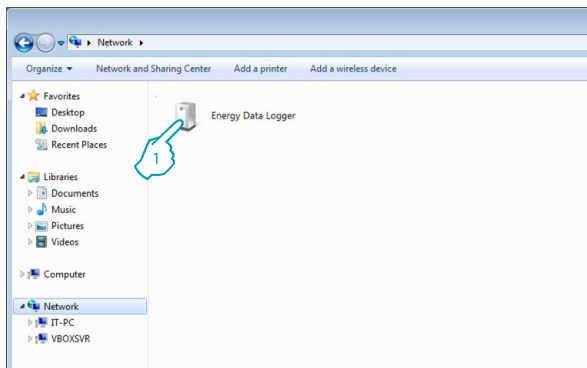 Network
Organize Network and Sharing Center Add a printer Add a wireless device
Favorites
Desktop
Downloads
Recent Places
Libraries
Documents
Music
Pictures
Videos
Computer
Network
IT-PC
VBOXSVR
Energy Data Logger
1